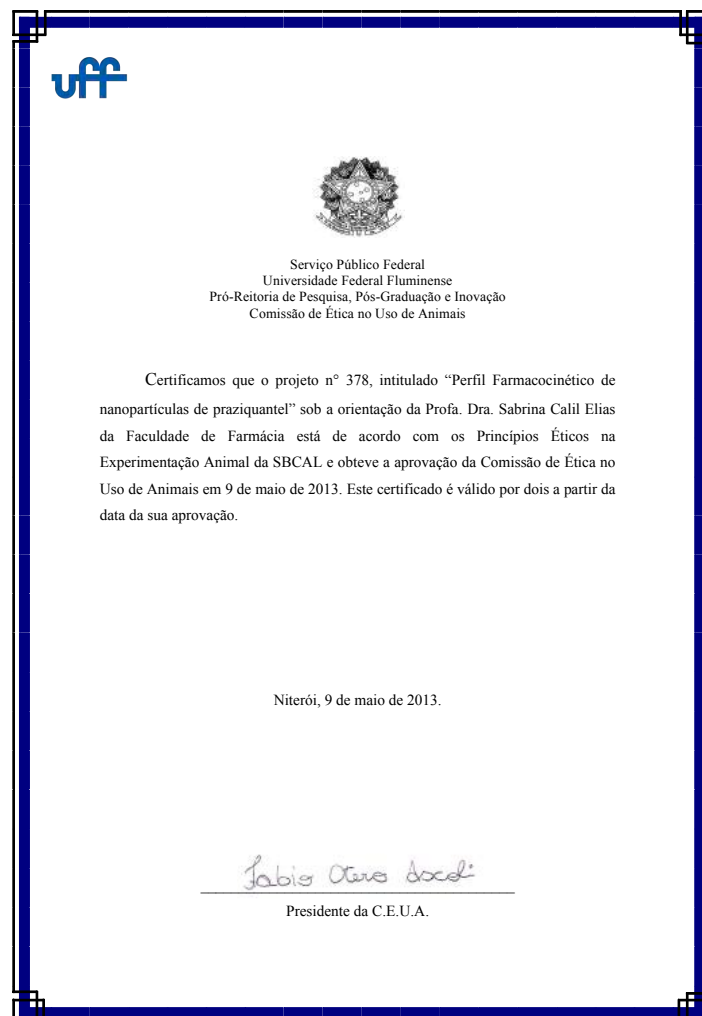 uff
Serviço Público Federal
Universidade Federal Fluminense
Pró-Reitoria de Pesquisa, Pós-Graduação e Inovação
Comissão de Ética no Uso de Animais
Certificamos que o projeto n° 378, intitulado “Perfil Farmacocinético de
nanopartículas de praziquantel” sob a orientação da Profa. Dra. Sabrina Calil Elias
da Faculdade de Farmácia está de acordo com os Princípios Éticos na
Experimentação Animal da SBCAL e obteve a aprovação da Comissão de Ética no
Uso de Animais em 9 de maio de 2013. Este certificado é válido por dois a partir da
data da sua aprovação.
Niterói, 9 de maio de 2013.
Fabio Otero
Presidente da C.E.U.A.